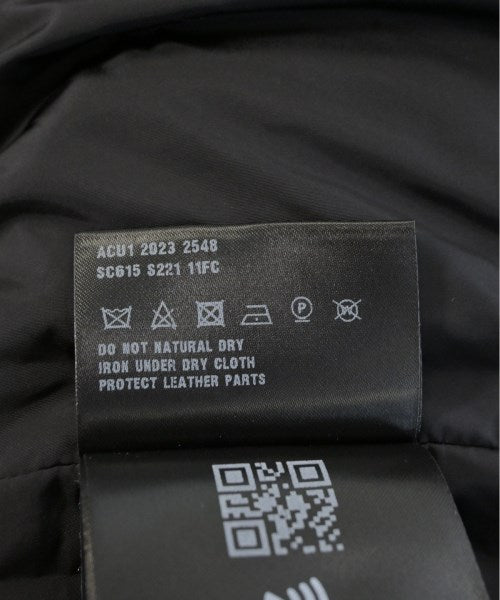 ACU1 2023 2548
SC615 S221 11FC
DO NOT NATURAL DRY
IRON UNDER DRY CLOTH
PROTECT LEATHER PARTS